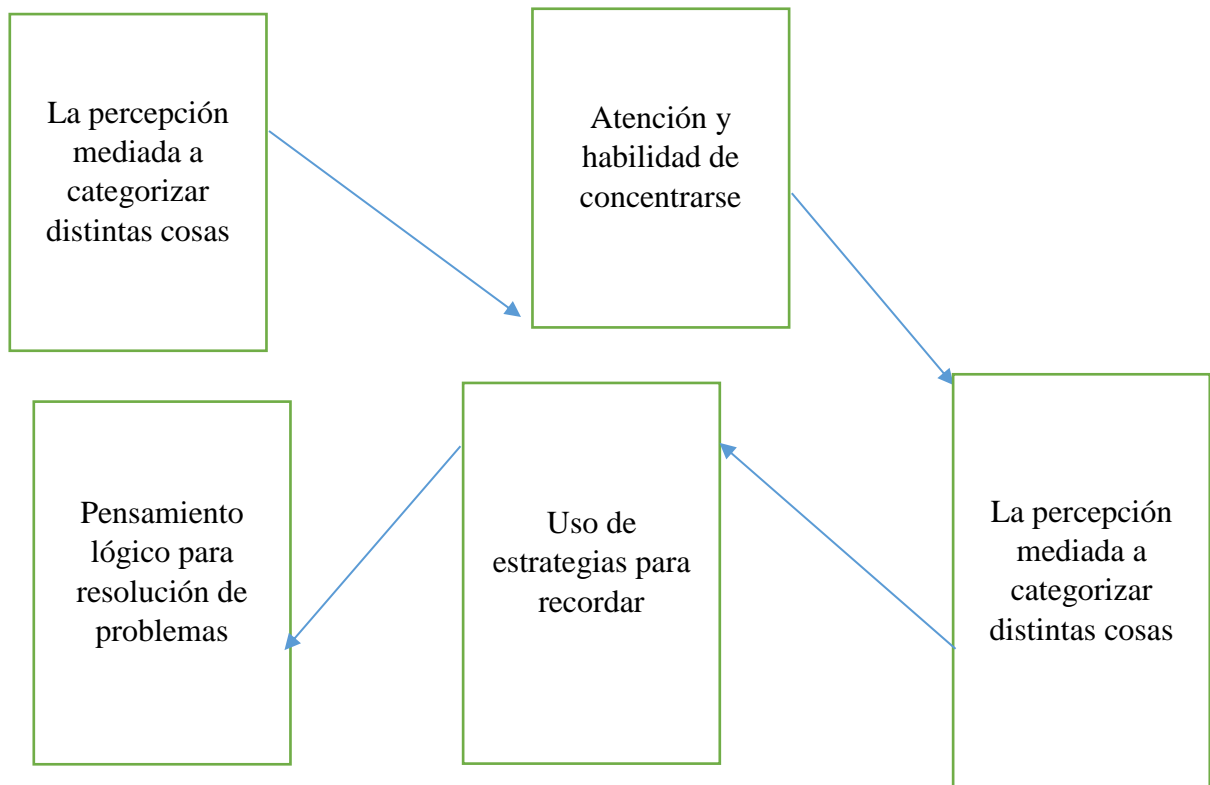 La percepción
mediada a
categorizar
distintas cosas
Atención y
habilidad de
concentrarse
La percepción
mediada a
categorizar
distintas cosas
Uso de
estrategias para
recordar
Pensamiento
lógico para
resolución de
problemas